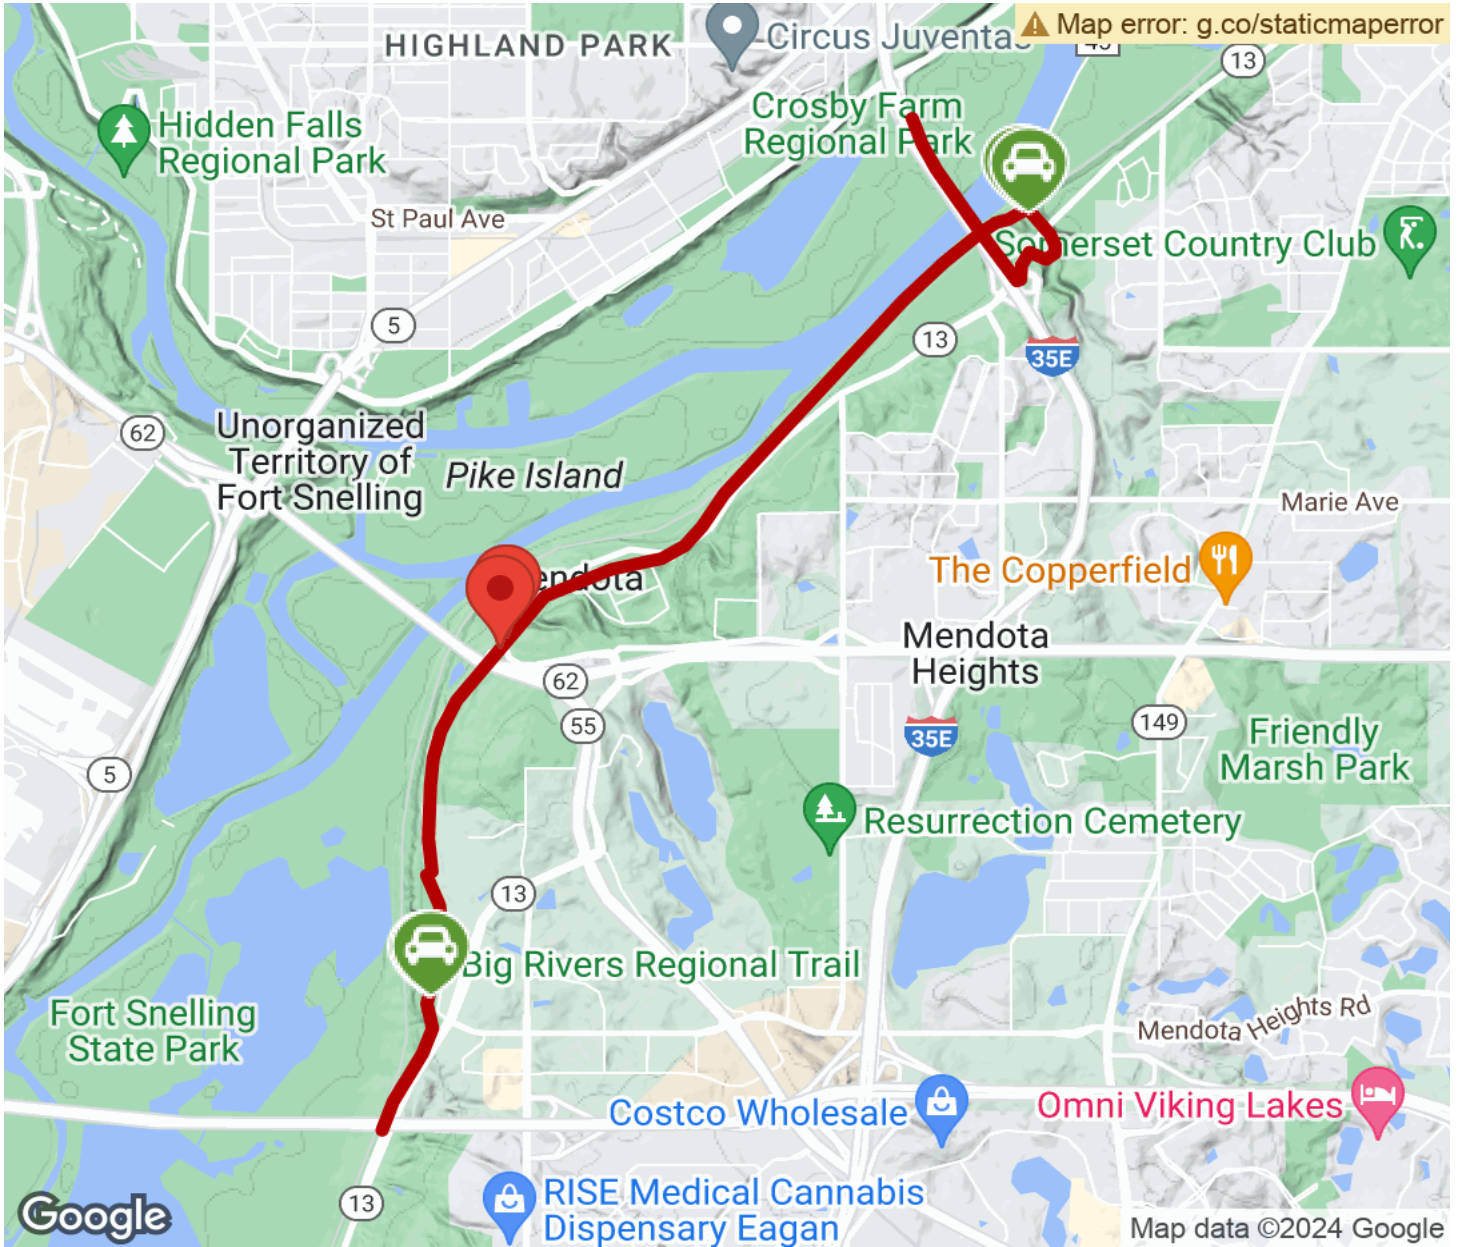 Map error: g.co/staticmaperror
HIGHLAND PARK
Circus Juventas
13
Crosby Farm
Regional Park
Hidden Falls
Regional Park
St Paul Ave
Somerset Country Club
5
13
35E
62
Unorganized
Territory of
Fort Snelling
Pike Island
Marie Ave
The Copperfield
Mendota
Heights
62
55
149
35E
Friendly
Marsh Park
5
Resurrection Cemetery
13
Big Rivers Regional Trail
Fort Snelling
State Park
Mendota Heights Rd
Costco Wholesale
Omni Viking Lakes
13
RISE Medical Cannabis
Dispensary Eagan
Google
Map data ©2024 Google